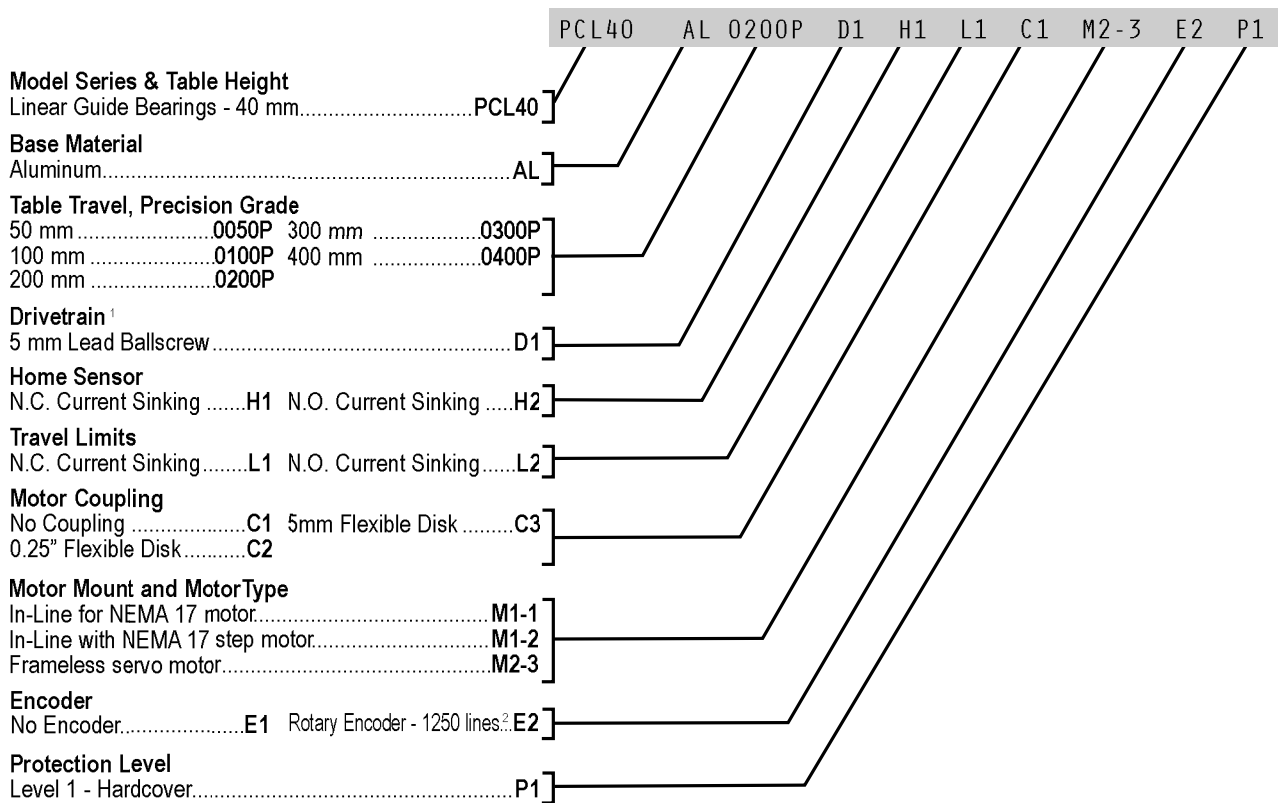 PCL40 AL 0200P D1 H1 L1 C1 M2-3 E2 P1
Model Series & Table Height
Linear Guide Bearings - 40 mm..............................PCL40
Base Material
Aluminum.....................................................................AL
Table Travel, Precision Grade
50 mm ........................0050P 300 mm ...................0300P
100 mm .......................0100P 400 mm ...................0400P
200 mm ......................0200P
Drivetrain 1
5 mm Lead Ballscrew....................................................D1
Home Sensor
N.C. Current Sinking .......H1 N.O. Current Sinking .....H2
Travel Limits
N.C. Current Sinking........L1 N.O. Current Sinking......L2
Motor Coupling
No Coupling ....................C1 5mm Flexible Disk .........C3
0.25” Flexible Disk...........C2
Motor Mount and MotorType
In-Line for NEMA 17 motor.........................................M1-1
In-Line with NEMA 17 step motor...............................M1-2
Frameless servo motor...............................................M2-3
Encoder
No Encoder......................E1 Rotary Encoder - 1250 lines.2.E2
Protection Level
Level 1 - Hardcover........................................................P1